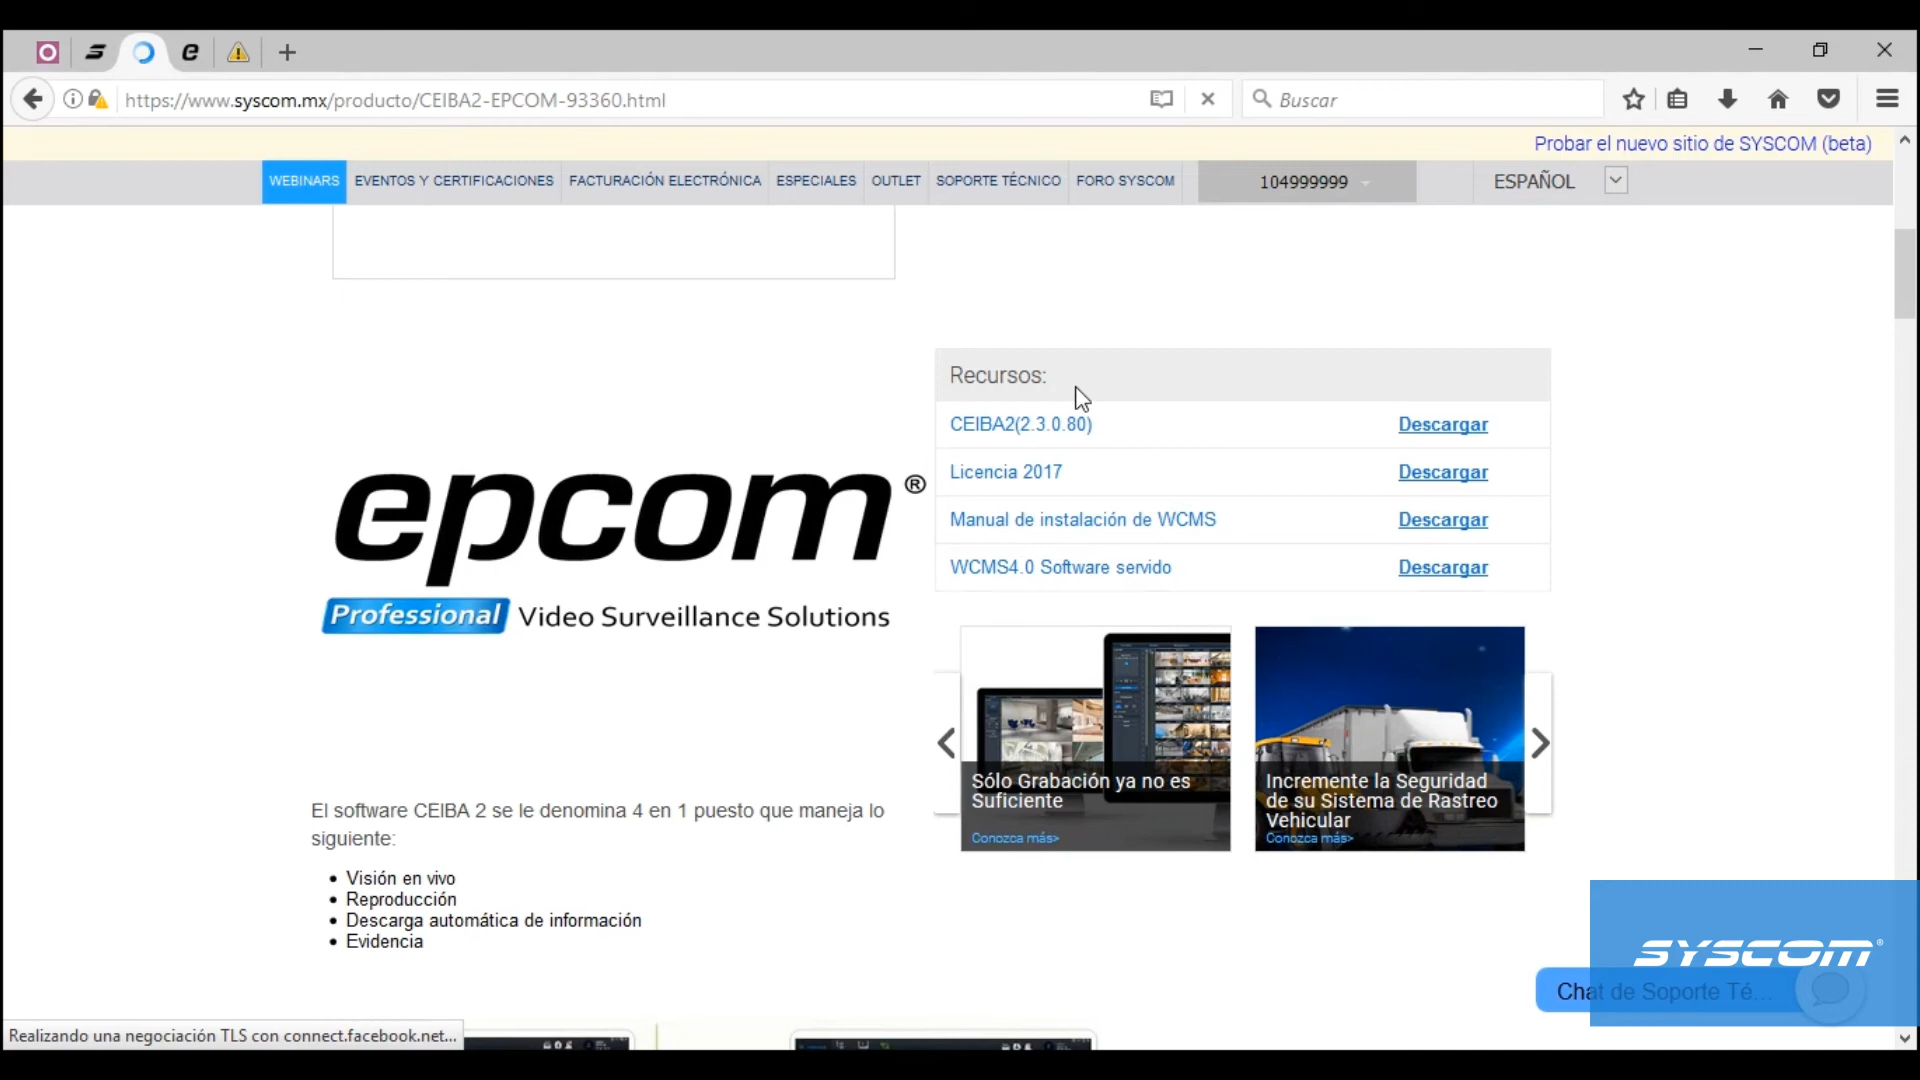 https://www.syscom.mx/producto/CEIBA2-EPCOM-93360.html
Buscar
Probar el nuevo sitio de SYSCOM (beta)
WEBINARS EVENTOS Y CERTIFICACIONES FACTURACIÓN ELECTRÓNICA ESPECIALES OUTLET SOPORTE TÉCNICO FORO SYSCOM 104999999 ESPAÑOL
Recursos:
CEIBA2(2.3.0.80) Descargar
Licencia 2017 Descargar
Manual de instalación de WCMS Descargar
WCMS4.0 Software servido Descargar
epcom®
Professional Video Surveillance Solutions
Sólo Grabación ya no es
Suficiente
Conozca más>
Incremente la Seguridad
de su Sistema de Rastreo
Vehicular
Conozca más>
El software CEIBA 2 se le denomina 4 en 1 puesto que maneja lo
siguiente:
• Visión en vivo
• Reproducción
• Descarga automática de información
• Evidencia
SYSCOM®
Chat de Soporte Té...
Realizando una negociación TLS con connect.facebook.net...